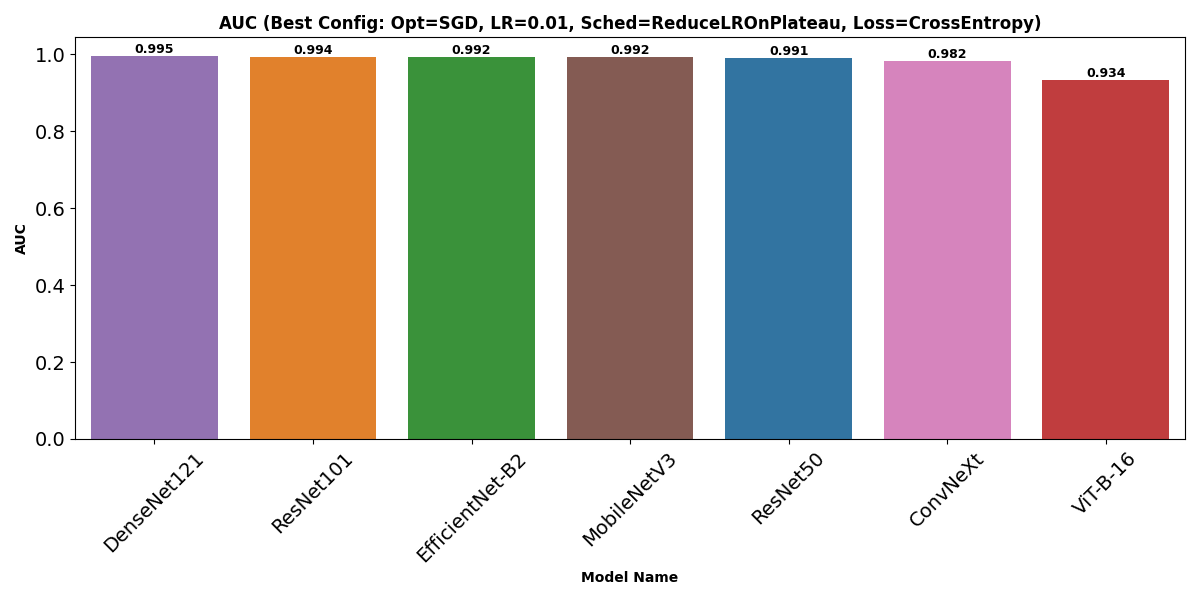 AUC (Best Config: Opt=SGD, LR=0.01, Sched=ReduceLROnPlateau, Loss=CrossEntropy)
0.995
0.994
0.992
0.992
0.991
0.982
0.934
1.0
0.8
0.6
0.4
0.2
0.0
AUC
DenseNet121
ResNet101
EfficientNet-B2
MobileNetV3
ResNet50
ConvNeXt
ViT-B-16
Model Name